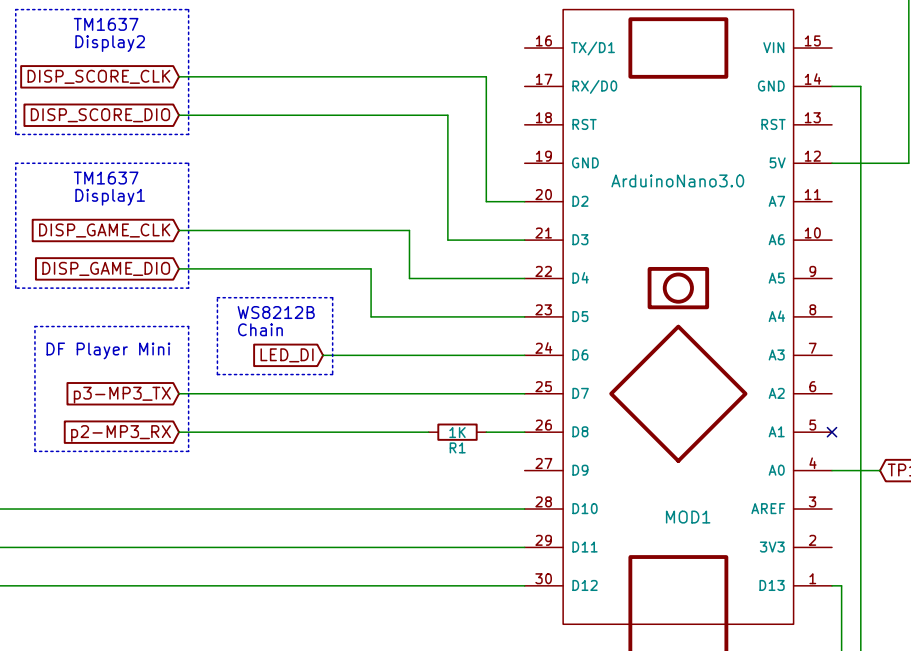 TM1637
Display2
DISP_SCORE_CLK
DISP_SCORE_DIO
TM1637
Display1
DISP_GAME_CLK
DISP_GAME_DIO
WS8212B
Chain
LED_DI
DF Player Mini
p3-MP3_TX
p2-MP3_RX
1K
R1
16 TX/D1
17 RX/D0
18 RST
19 GND
20 D2
21 D3
22 D4
23 D5
24 D6
25 D7
26 D8
27 D9
28 D10
29 D11
30 D12
ArduinoNano3.0
MOD1
VIN 15
GND 14
RST 13
5V 12
A7 11
A6 10
A5 9
A4 8
A3 7
A2 6
A1 5
A0 4
AREF 3
3V3 2
D13 1